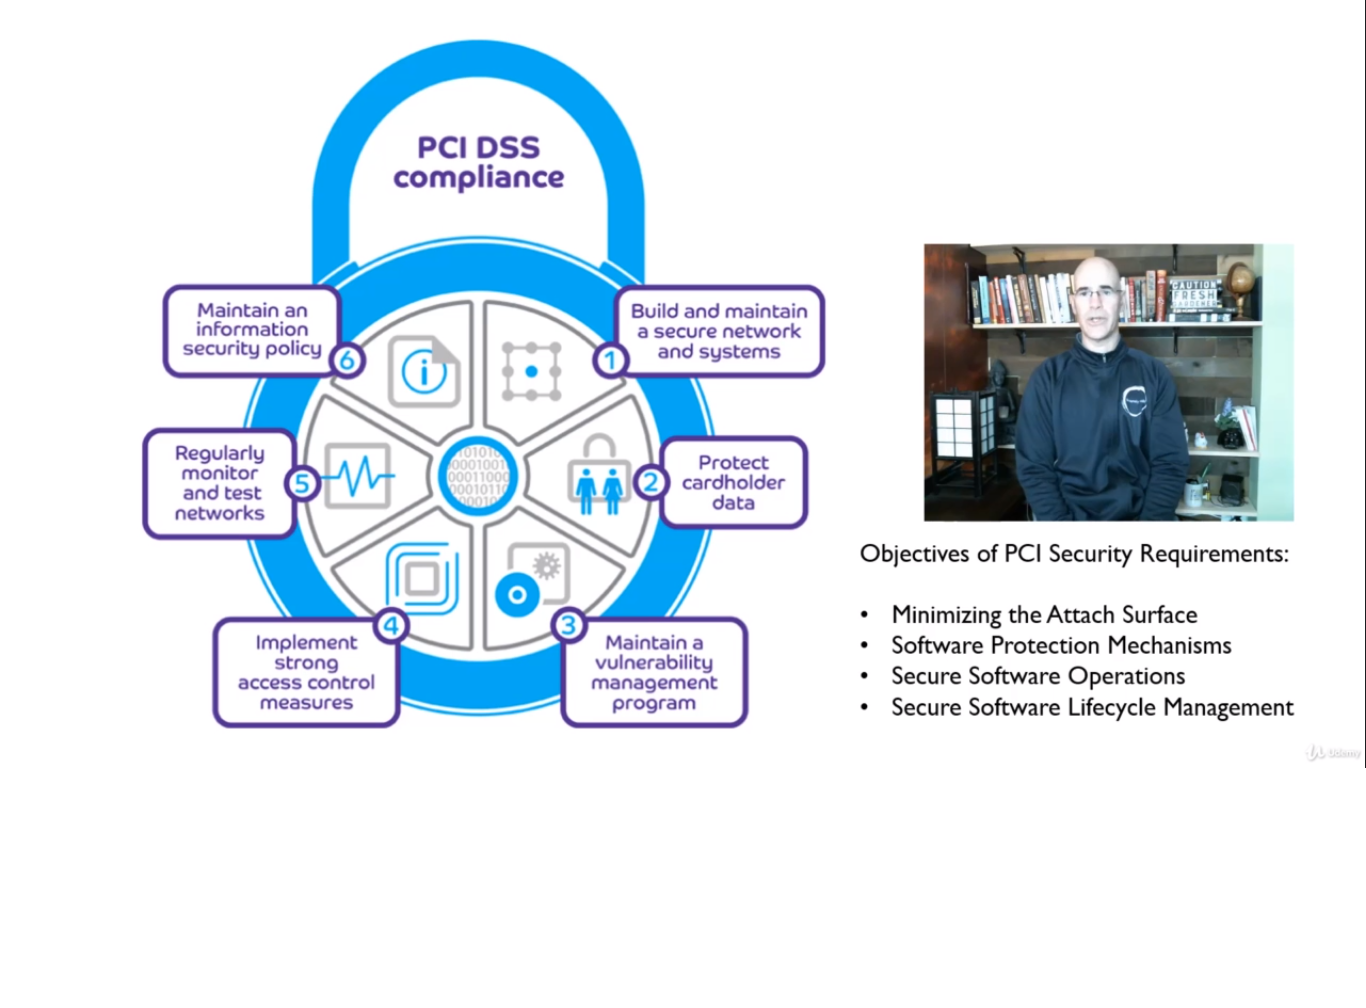 PCI DSS
compliance
Maintain an
information
security policy
6
Build and maintain
a secure network
and systems
1
Regularly
monitor
and test
networks
5
Protect
cardholder
data
2
Implement
strong
access control
measures
4
Maintain a
vulnerability
management
program
3
CAUTION
FRESH
GARDENER
Objectives of PCI Security Requirements:
• Minimizing the Attach Surface
• Software Protection Mechanisms
• Secure Software Operations
• Secure Software Lifecycle Management
Udemy